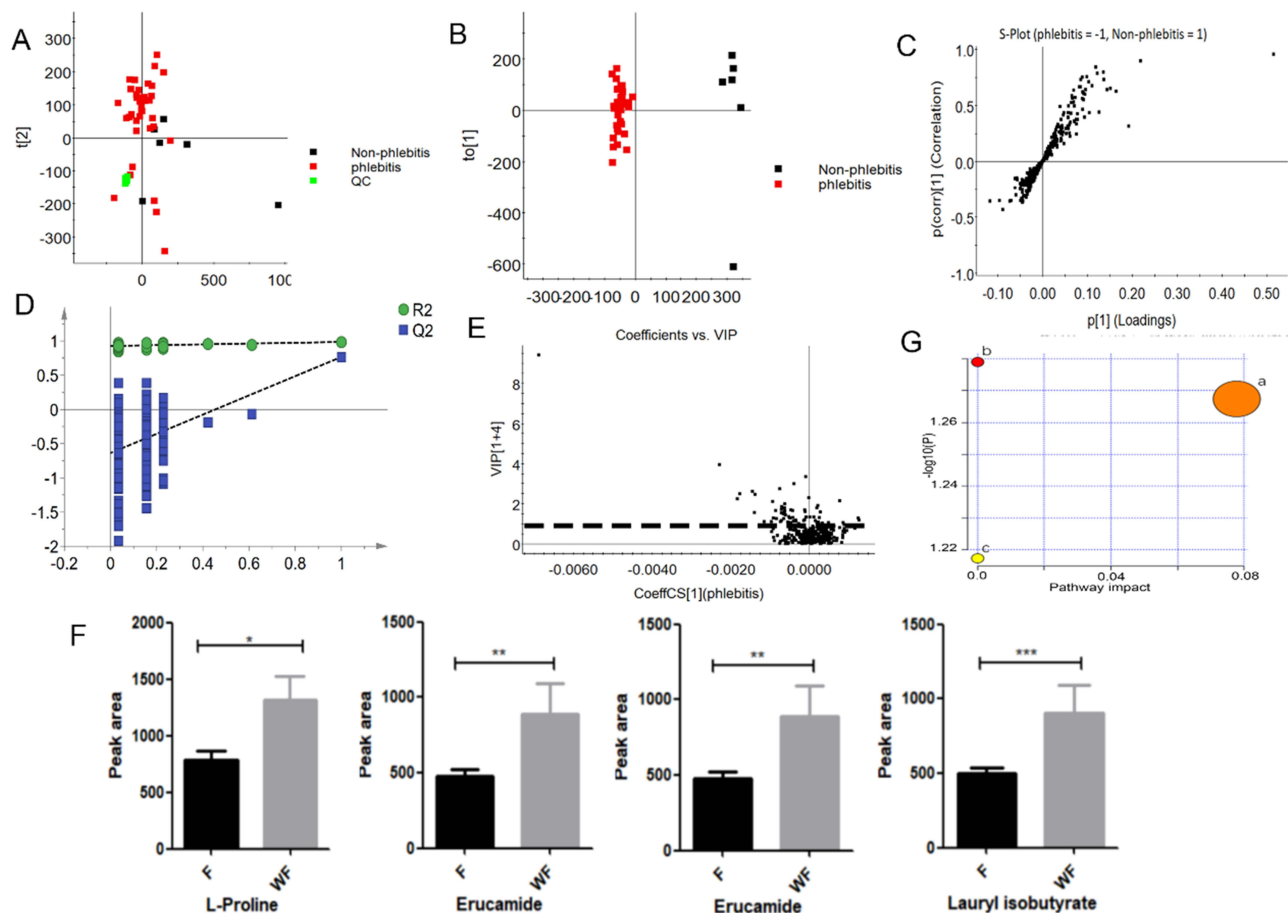 A
300
200
100
0
-100
-200
-300
t[2]
0
500
100
Non-phlebitis
phlebitis
QC
B
200
0
-200
-400
-600
to[1]
-300
-200
-100
0
100
200
300
Non-phlebitis
phlebitis
C
S-Plot (phlebitis = -1, Non-phlebitis = 1)
1.0
0.5
0.0
-0.5
-1.0
p(corr)[1] (Correlation)
-0.10
0.00
0.10
0.20
0.30
0.40
0.50
p[1] (Loadings)
D
R2
Q2
1
0.5
0
-0.5
-1
-1.5
-2
-0.2
0
0.2
0.4
0.6
0.8
1
E
Coefficients vs. VIP
8
6
4
2
0
VIP[1+4]
-0.0060
-0.0040
-0.0020
0.0000
CoeffCS[1](phlebitis)
G
b
a
c
1.26
1.24
1.22
-log10(P)
0.0
0.04
0.08
Pathway impact
F
2000
1500
1000
500
0
Peak area
*
F
WF
L-Proline
1500
1000
500
0
Peak area
**
F
WF
Erucamide
1500
1000
500
0
Peak area
**
F
WF
Erucamide
1500
1000
500
0
Peak area
***
F
WF
Lauryl isobutyrate